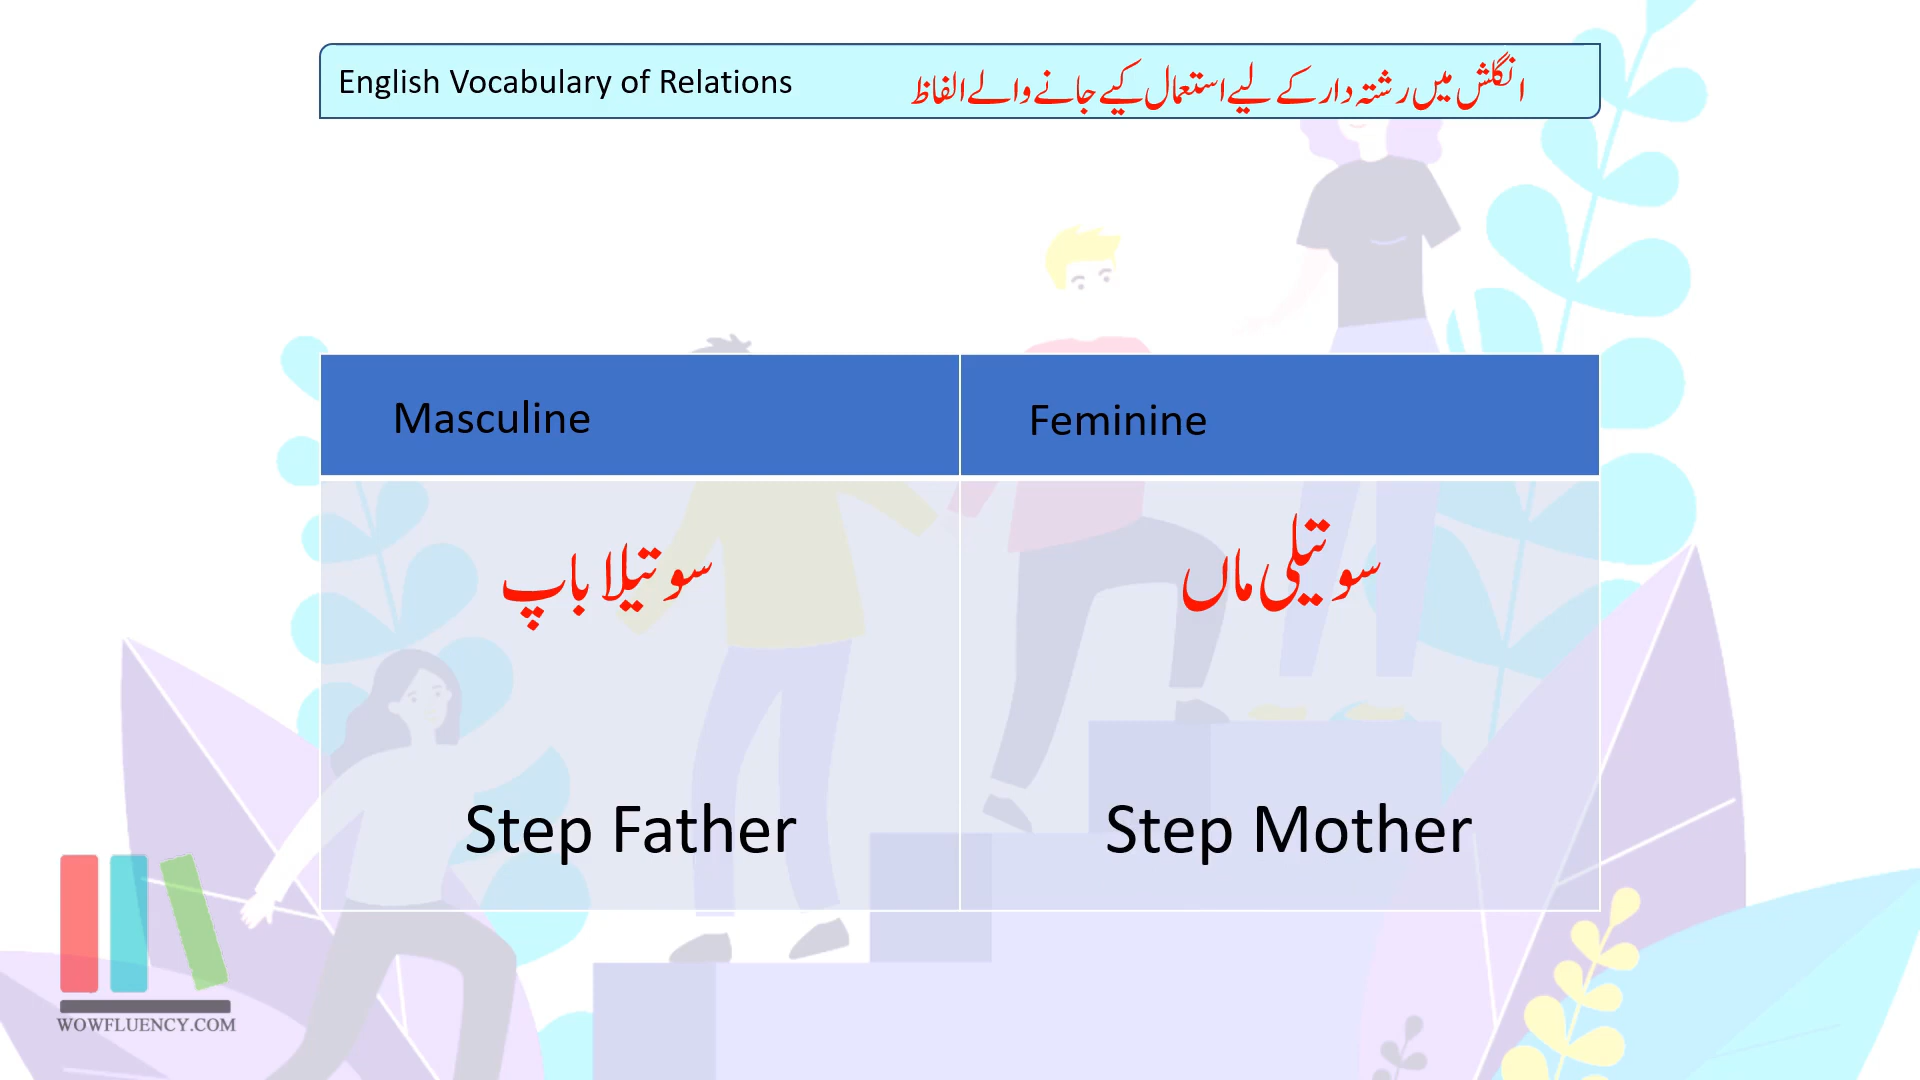 English Vocabulary of Relations
انگلش میں رشتہ دار کے لیے استعمال کیے جانے والے الفاظ
Masculine
Feminine
سوتیلا باپ
سوتیلی ماں
Step Father
Step Mother
WOWFLUENCY.COM